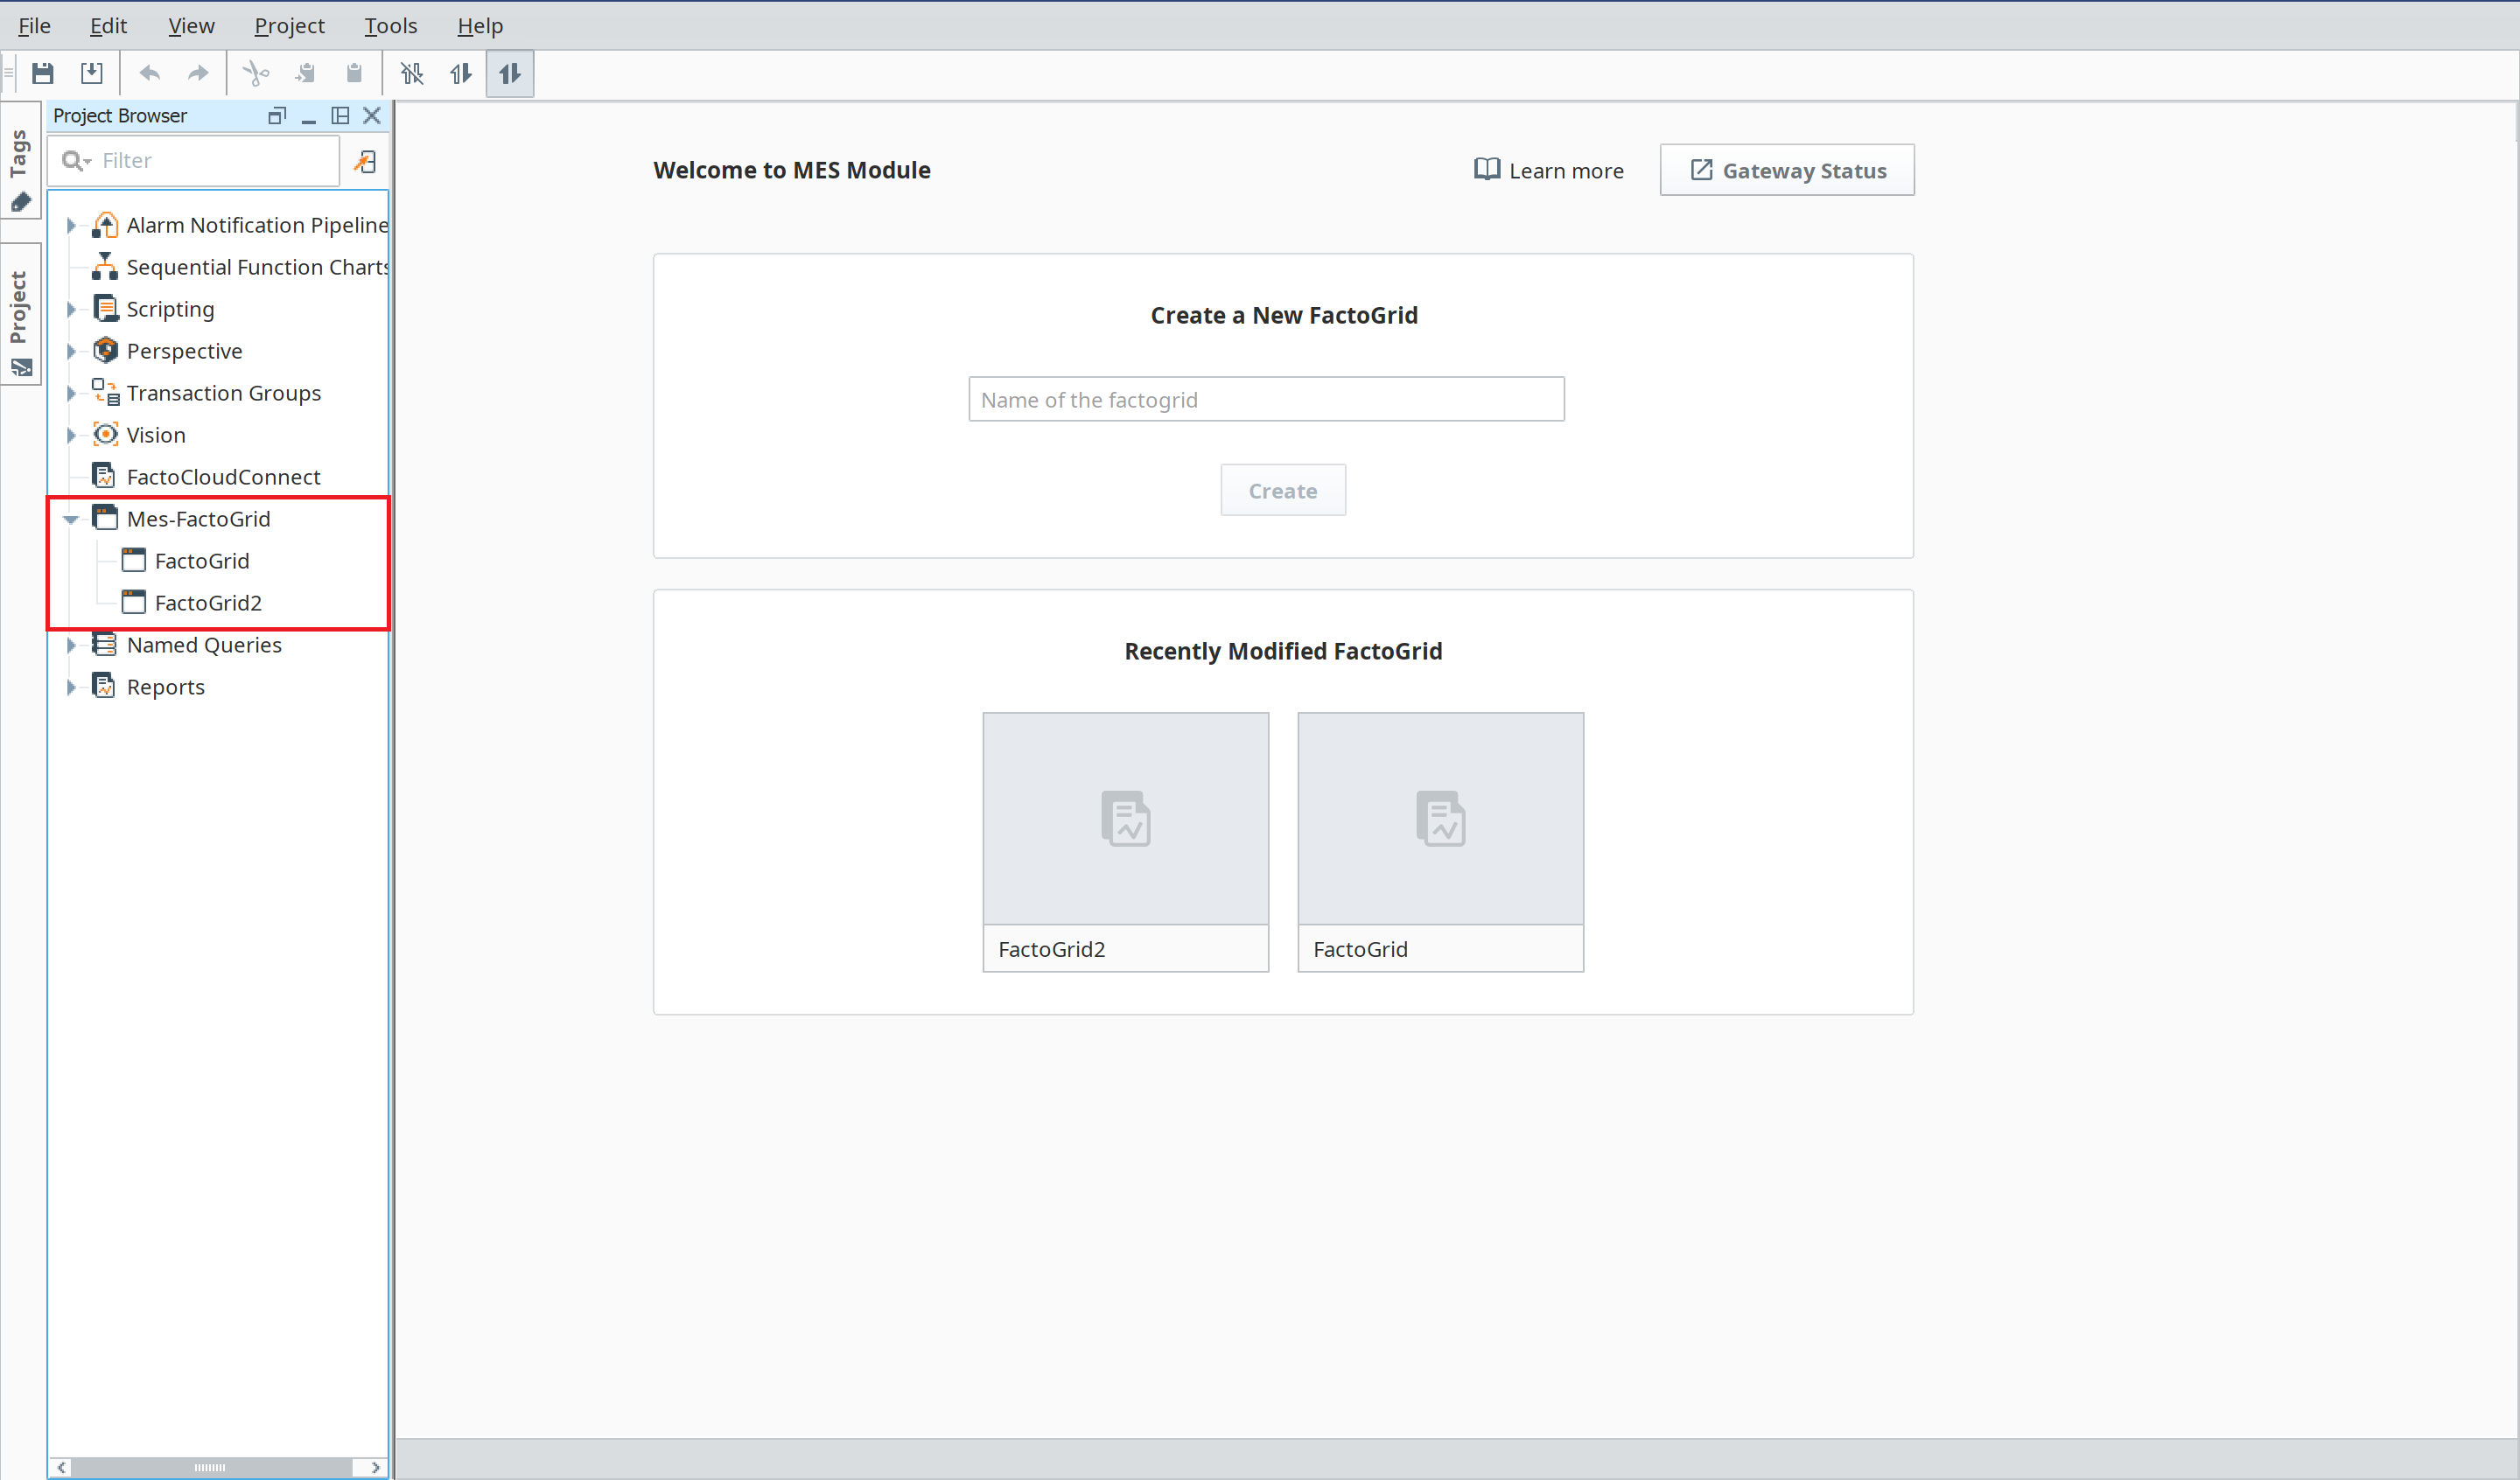 File Edit View Project Tools Help
Project Browser
Tags
Project
Filter
Alarm Notification Pipeline
Sequential Function Charts
Scripting
Perspective
Transaction Groups
Vision
FactoCloudConnect
Mes-FactoGrid
FactoGrid
FactoGrid2
Named Queries
Reports
Welcome to MES Module
Learn more
Gateway Status
Create a New FactoGrid
Name of the factogrid
Create
Recently Modified FactoGrid
FactoGrid2
FactoGrid